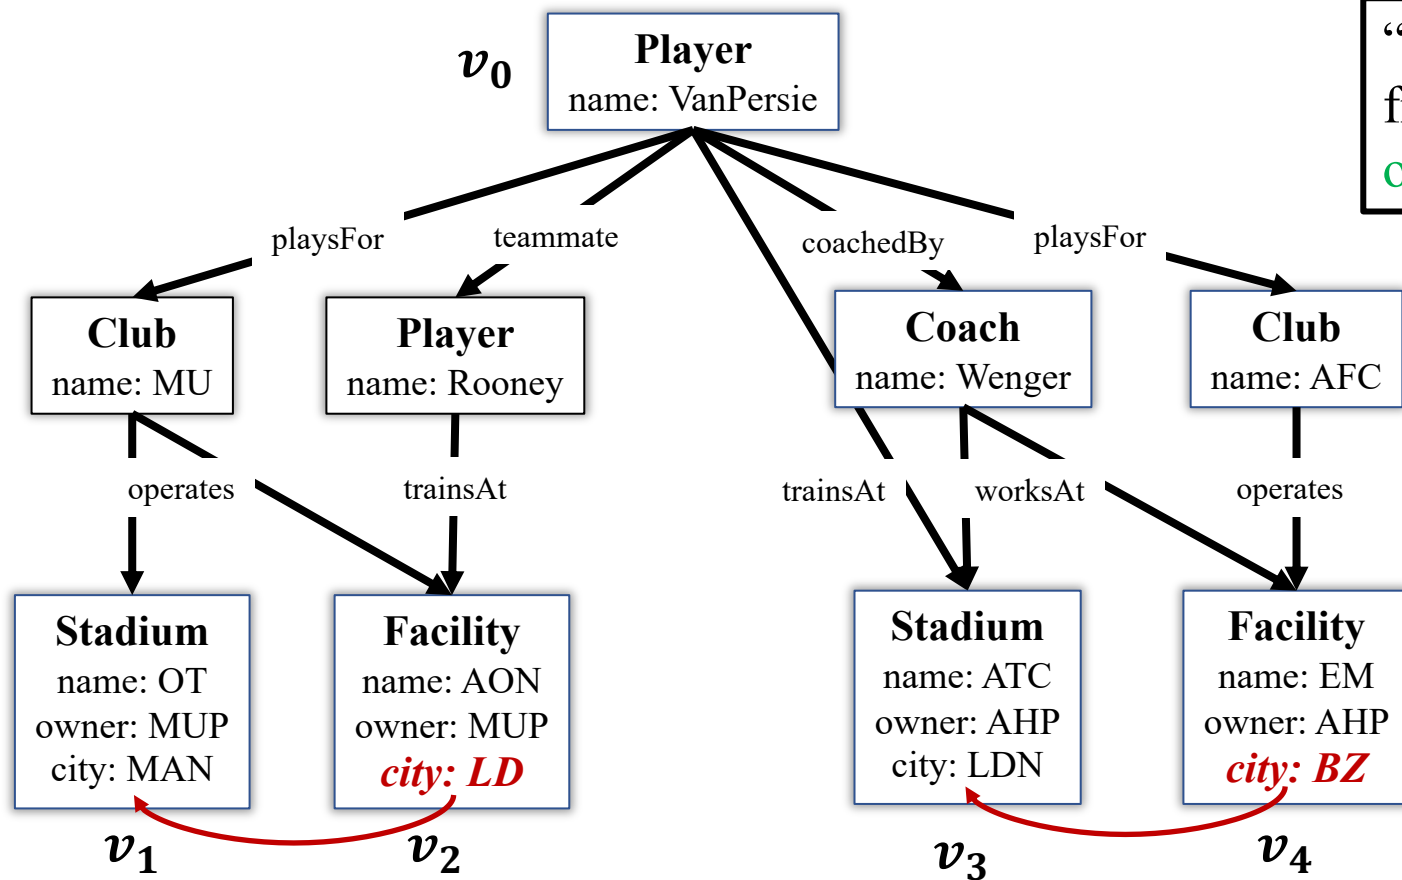 Player
name: VanPersie
v0
“
fi
o
playsFor
teammate
coachedBy
playsFor
Club
name: MU
Player
name: Rooney
Coach
name: Wenger
Club
name: AFC
operates
trainsAt
trainsAt
worksAt
operates
Stadium
name: OT
owner: MUP
city: MAN
Facility
name: AON
owner: MUP
city: LD
Stadium
name: ATC
owner: AHP
city: LDN
Facility
name: EM
owner: AHP
city: BZ
v1
v2
v3
v4